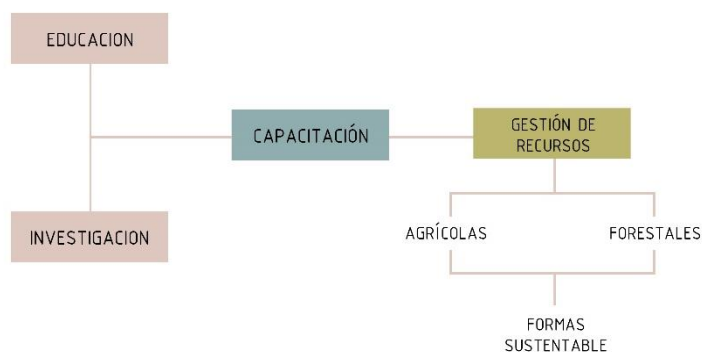 EDUCACION
CAPACITACIÓN
GESTIÓN DE
RECURSOS
INVESTIGACION
AGRÍCOLAS
FORESTALES
FORMAS
SUSTENTABLE